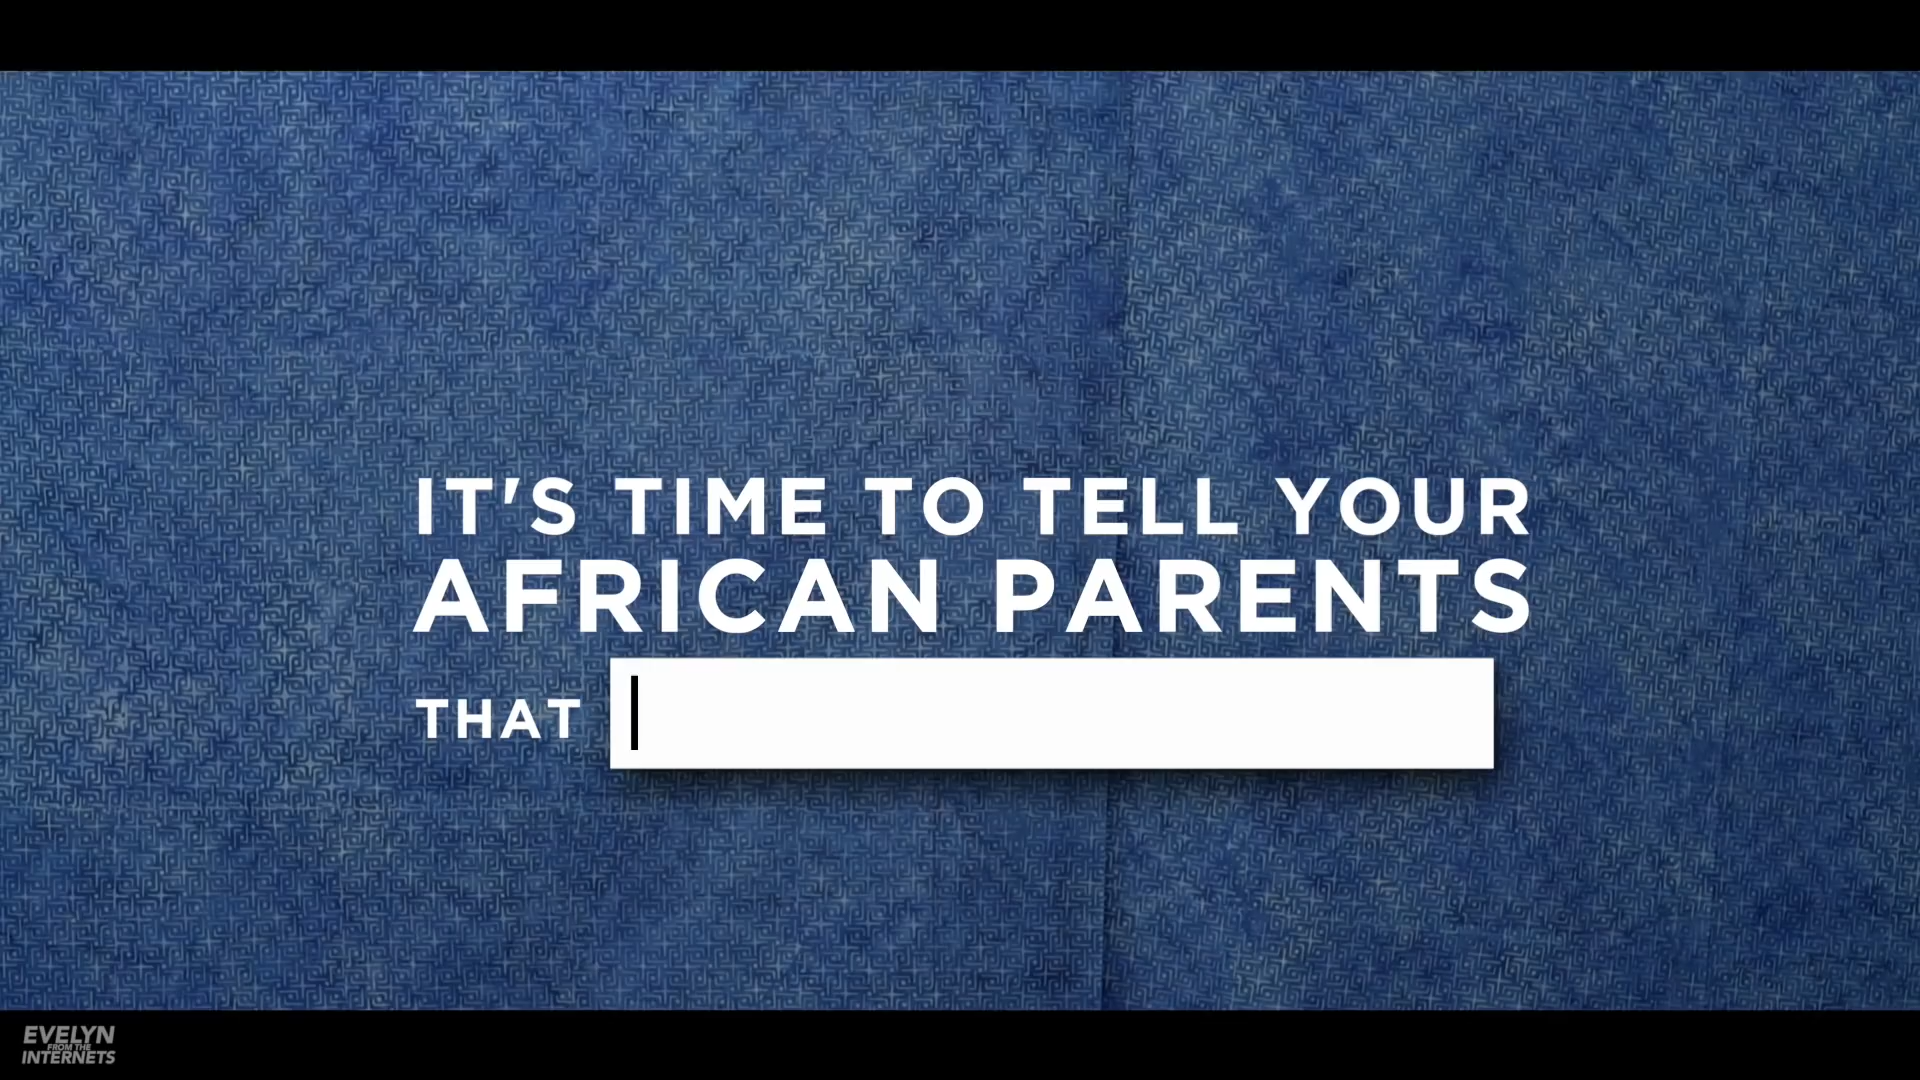 IT'S TIME TO TELL YOUR
AFRICAN PARENTS
THAT
EVELYN
FROM THE
INTERNETS